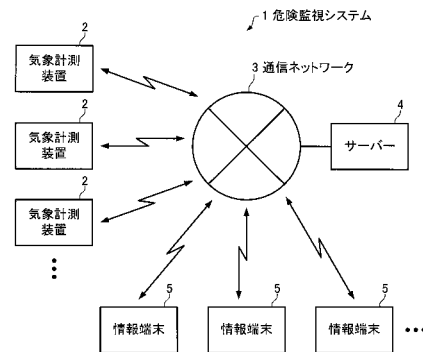 1 危険監視システム
2
気象計測
装置
3 通信ネットワーク
2
気象計測
装置
4
サーバー
2
気象計測
装置
5
情報端末
5
情報端末
5
情報端末